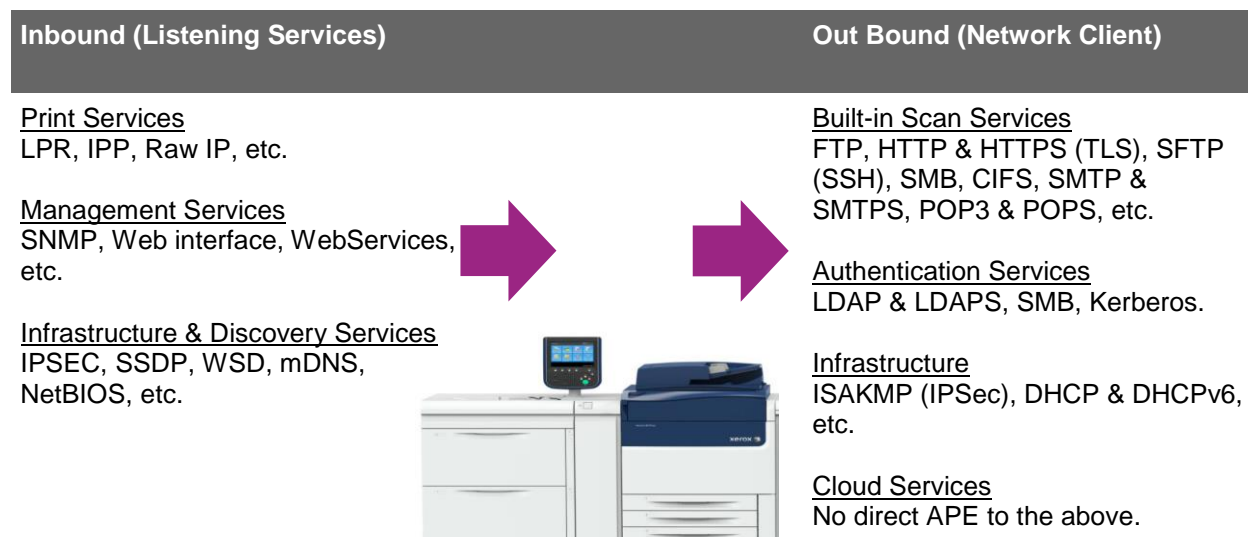 Inbound (Listening Services)
Out Bound (Network Client)
Print Services
LPR, IPP, Raw IP, etc.
Management Services
SNMP, Web interface, WebServices,
etc.
Infrastructure & Discovery Services
IPSEC, SSDP, WSD, mDNS,
NetBIOS, etc.
xerox
Built-in Scan Services
FTP, HTTP & HTTPS (TLS), SFTP
(SSH), SMB, CIFS, SMTP &
SMTPS, POP3 & POPS, etc.
Authentication Services
LDAP & LDAPS, SMB, Kerberos.
Infrastructure
ISAKMP (IPSec), DHCP & DHCPv6,
etc.
Cloud Services
No direct APE to the above.